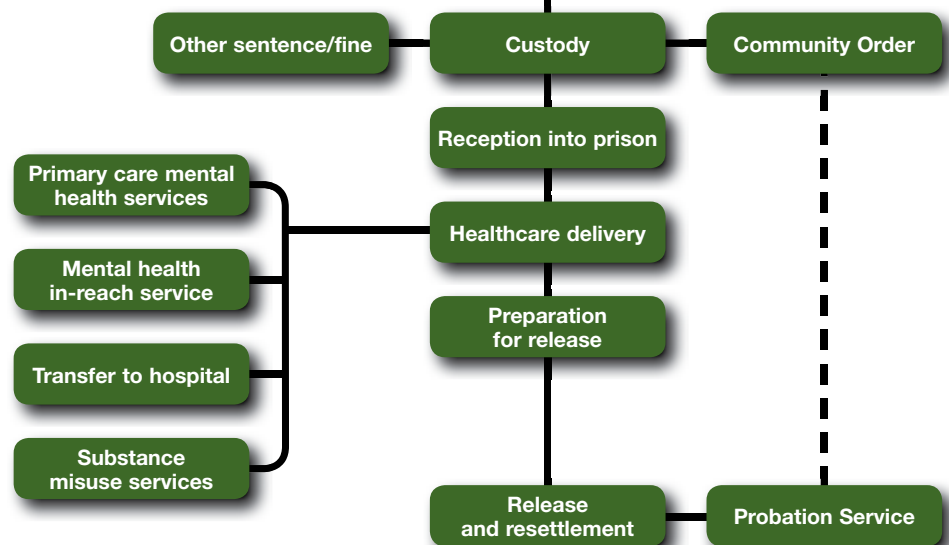 Other sentence/fine
Custody
Community Order
Reception into prison
Primary care mental
health services
Healthcare delivery
Mental health
in-reach service
Preparation
for release
Transfer to hospital
Substance
misuse services
Release
and resettlement
Probation Service